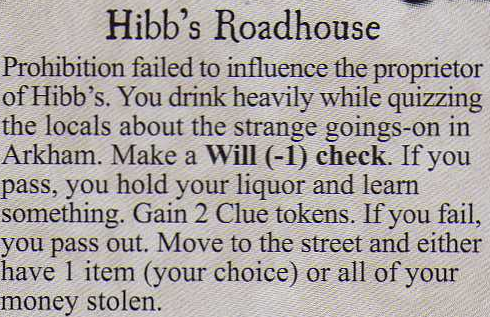 Hibb's Roadhouse
Prohibition failed to influence the proprietor
of Hibb's. You drink heavily while quizzing
the locals about the strange goings-on in
Arkham. Make a Will (-1) check. If you
pass, you hold your liquor and learn
something. Gain 2 Clue tokens. If you fail,
you pass out. Move to the street and either
have 1 item (your choice) or all of your
money stolen.